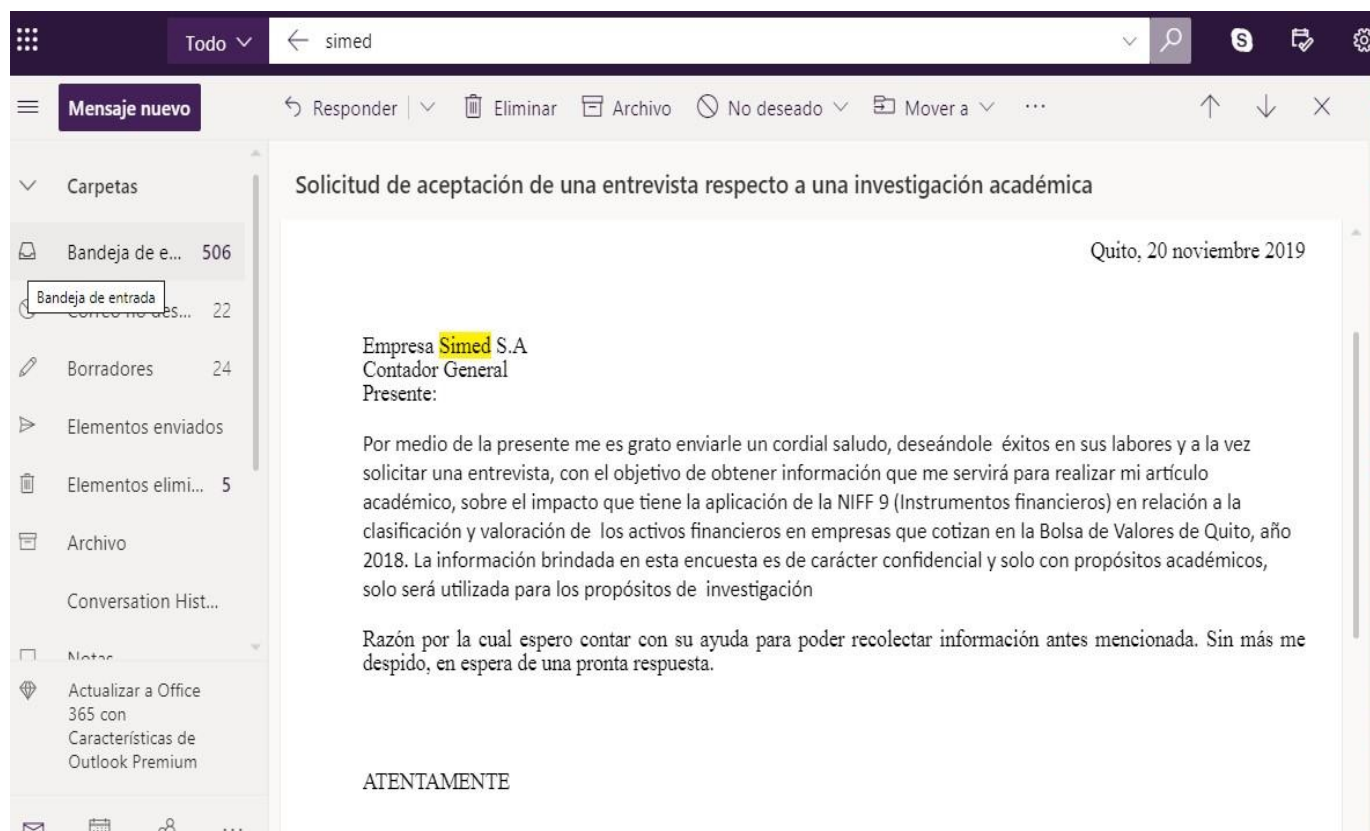 Todo
simed
Mensaje nuevo
Responder
Eliminar
Archivo
No deseado
Mover a
...
Carpetas
Bandeja de e... 506
Bandeja de entrada
es... 22
Borradores 24
Elementos enviados
Elementos elimi... 5
Archivo
Conversation Hist...
Notas
Actualizar a Office
365 con
Características de
Outlook Premium
Solicitud de aceptación de una entrevista respecto a una investigación académica
Quito, 20 noviembre 2019
Empresa Simed S.A
Contador General
Presente:
Por medio de la presente me es grato enviarle un cordial saludo, deseándole éxitos en sus labores y a la vez
solicitar una entrevista, con el objetivo de obtener información que me servirá para realizar mi artículo
académico, sobre el impacto que tiene la aplicación de la NIFF 9 (Instrumentos financieros) en relación a la
clasificación y valoración de los activos financieros en empresas que cotizan en la Bolsa de Valores de Quito, año
2018. La información brindada en esta encuesta es de carácter confidencial y solo con propósitos académicos,
solo será utilizada para los propósitos de investigación
Razón por la cual espero contar con su ayuda para poder recolectar información antes mencionada. Sin más me
despido, en espera de una pronta respuesta.
ATENTAMENTE